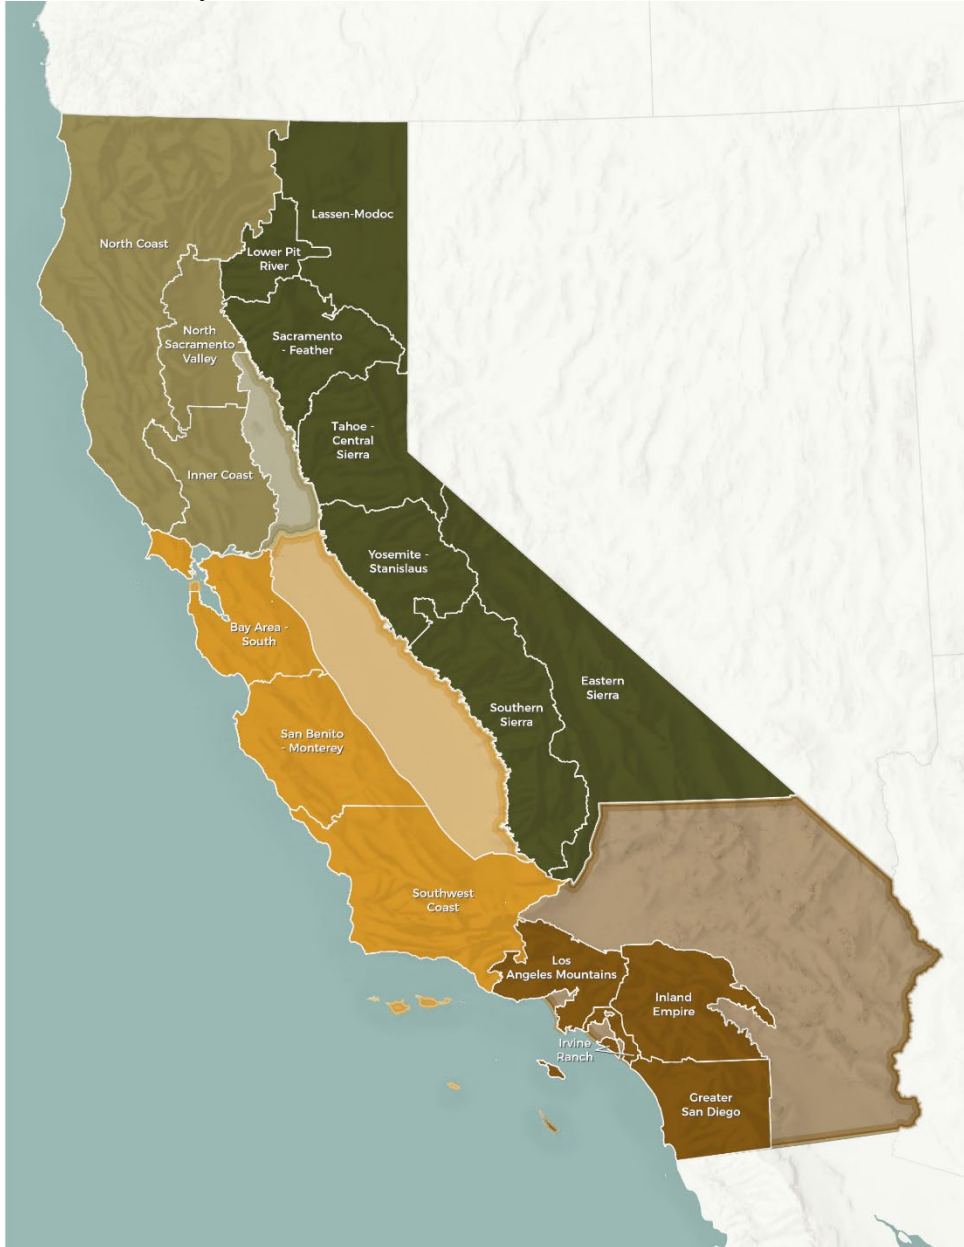 Lassen-Modoc
North Coast
Lower Pit
River
North
Sacramento
Valley
Sacramento
- Feather
Tahoe -
Central
Sierra
Inner Coast
Yosemite -
Stanislaus
Bay Area -
South
Eastern
Sierra
Southern
Sierra
San Benito
- Monterey
Southwest
Coast
Los
Angeles Mountains
Inland
Empire
Irvine
Ranch
Greater
San Diego